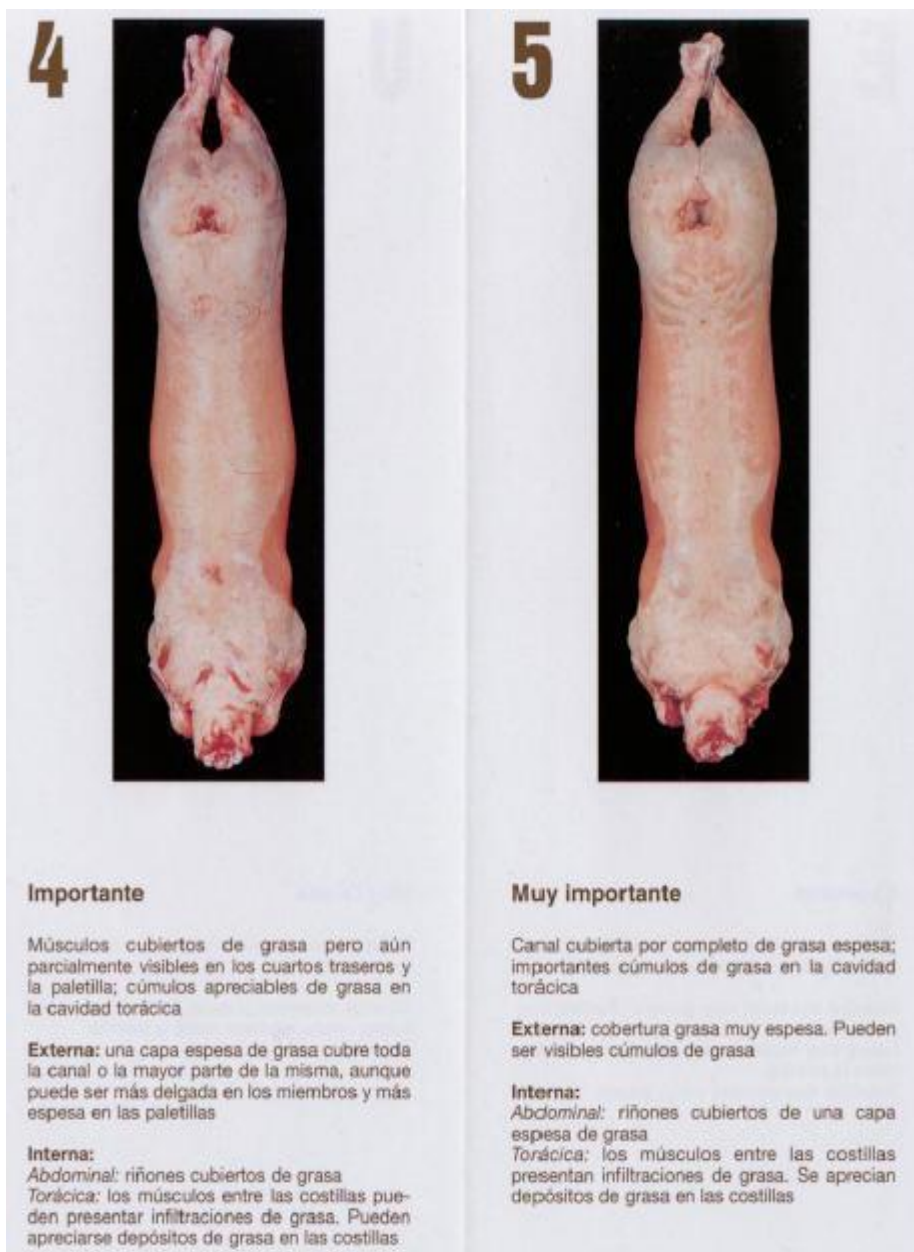 4
Importante
Músculos cubiertos de grasa pero aún
parcialmente visibles en los cuartos traseros y
la paletilla; cúmulos apreciables de grasa en
la cavidad torácica
Externa: una capa espesa de grasa cubre toda
la canal o la mayor parte de la misma, aunque
puede ser más delgada en los miembros y más
espesa en las paletillas
Interna:
Abdominal: riñones cubiertos de grasa
Torácica: los músculos entre las costillas pue-
den presentar infiltraciones de grasa. Pueden
apreciarse depósitos de grasa en las costillas
5
Muy importante
Canal cubierta por completo de grasa espesa;
importantes cúmulos de grasa en la cavidad
torácica
Externa: cobertura grasa muy espesa. Pueden
ser visibles cúmulos de grasa
Interna:
Abdominal: riñones cubiertos de una capa
espesa de grasa
Torácica: los músculos entre las costillas
presentan infiltraciones de grasa. Se aprecian
depósitos de grasa en las costillas